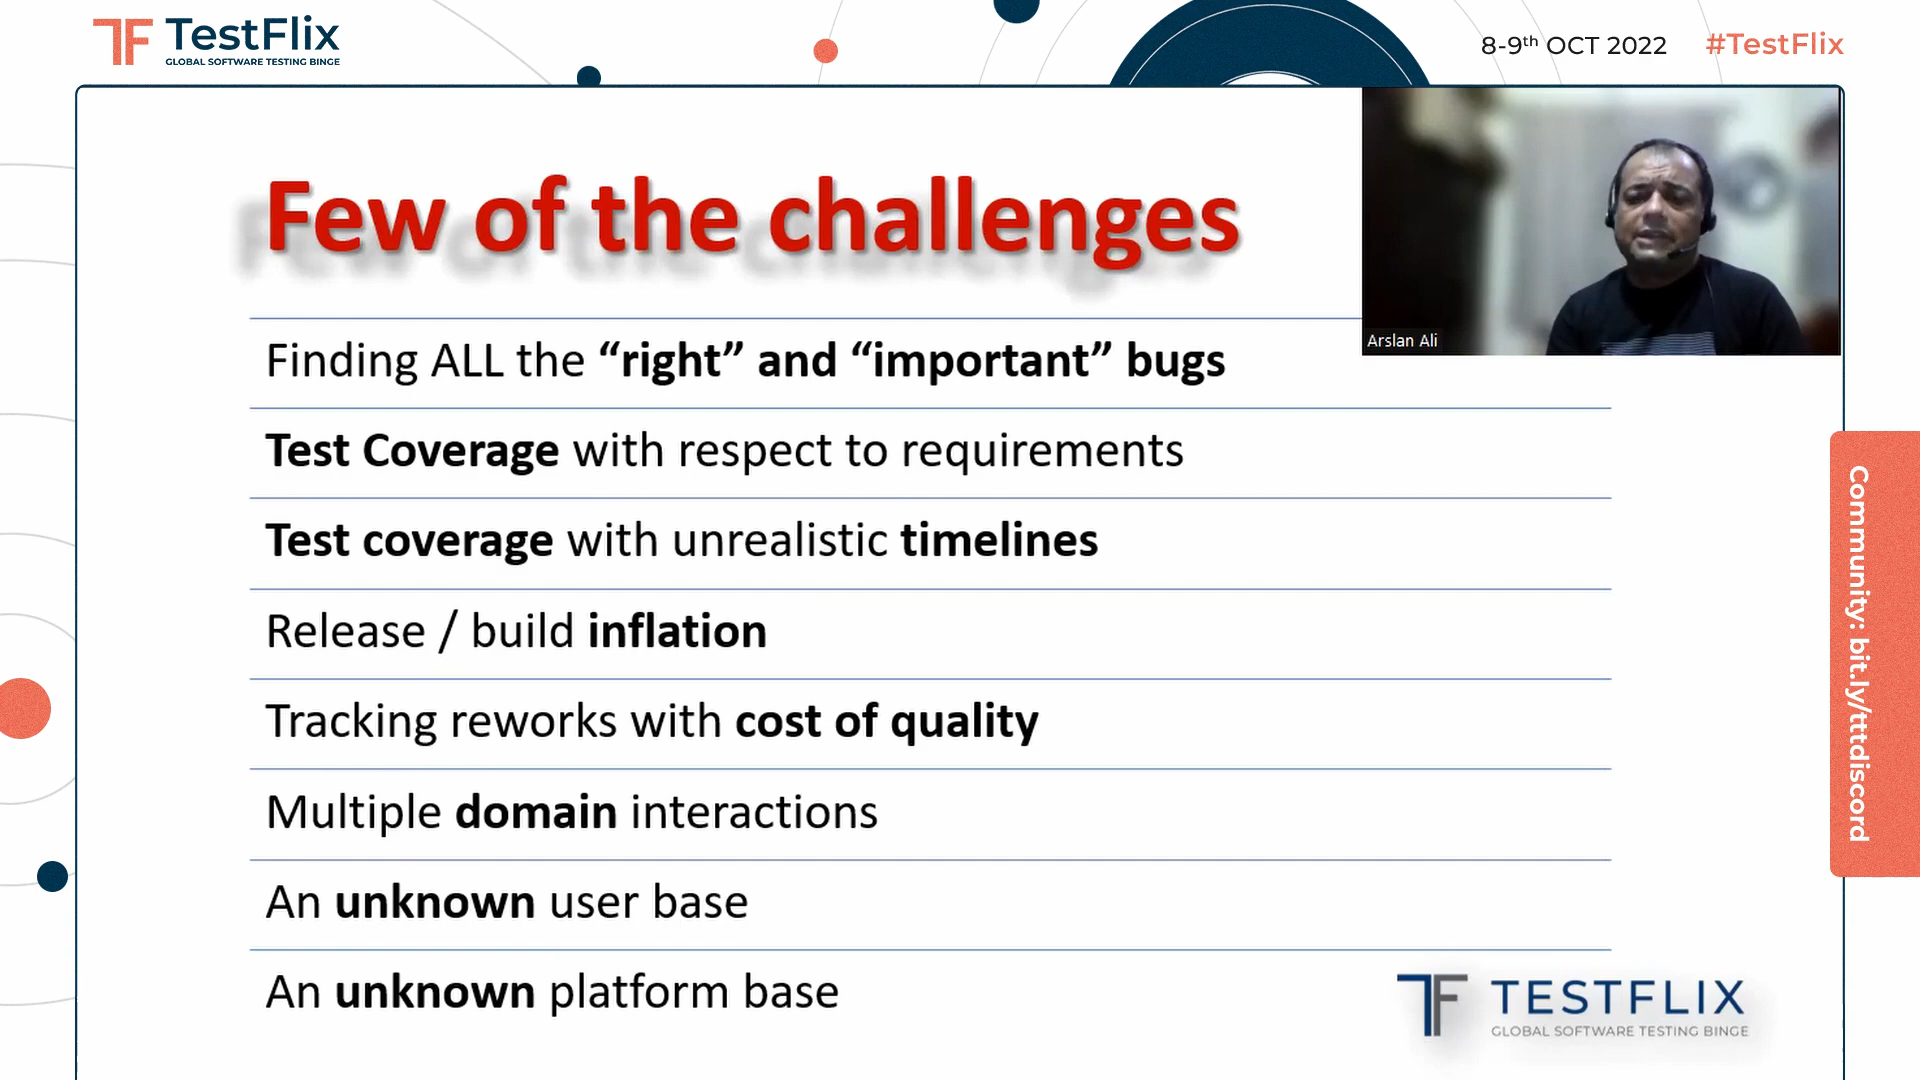 TestFlix
GLOBAL SOFTWARE TESTING BINGE
8-9th OCT 2022
#TestFlix
Few of the challenges
Arslan Ali
Finding ALL the “right” and “important” bugs
Test Coverage with respect to requirements
Test coverage with unrealistic timelines
Release / build inflation
Tracking reworks with cost of quality
Multiple domain interactions
An unknown user base
An unknown platform base
Community: bit.ly/tttdiscord
TESTFLIX
GLOBAL SOFTWARE TESTING BINGE